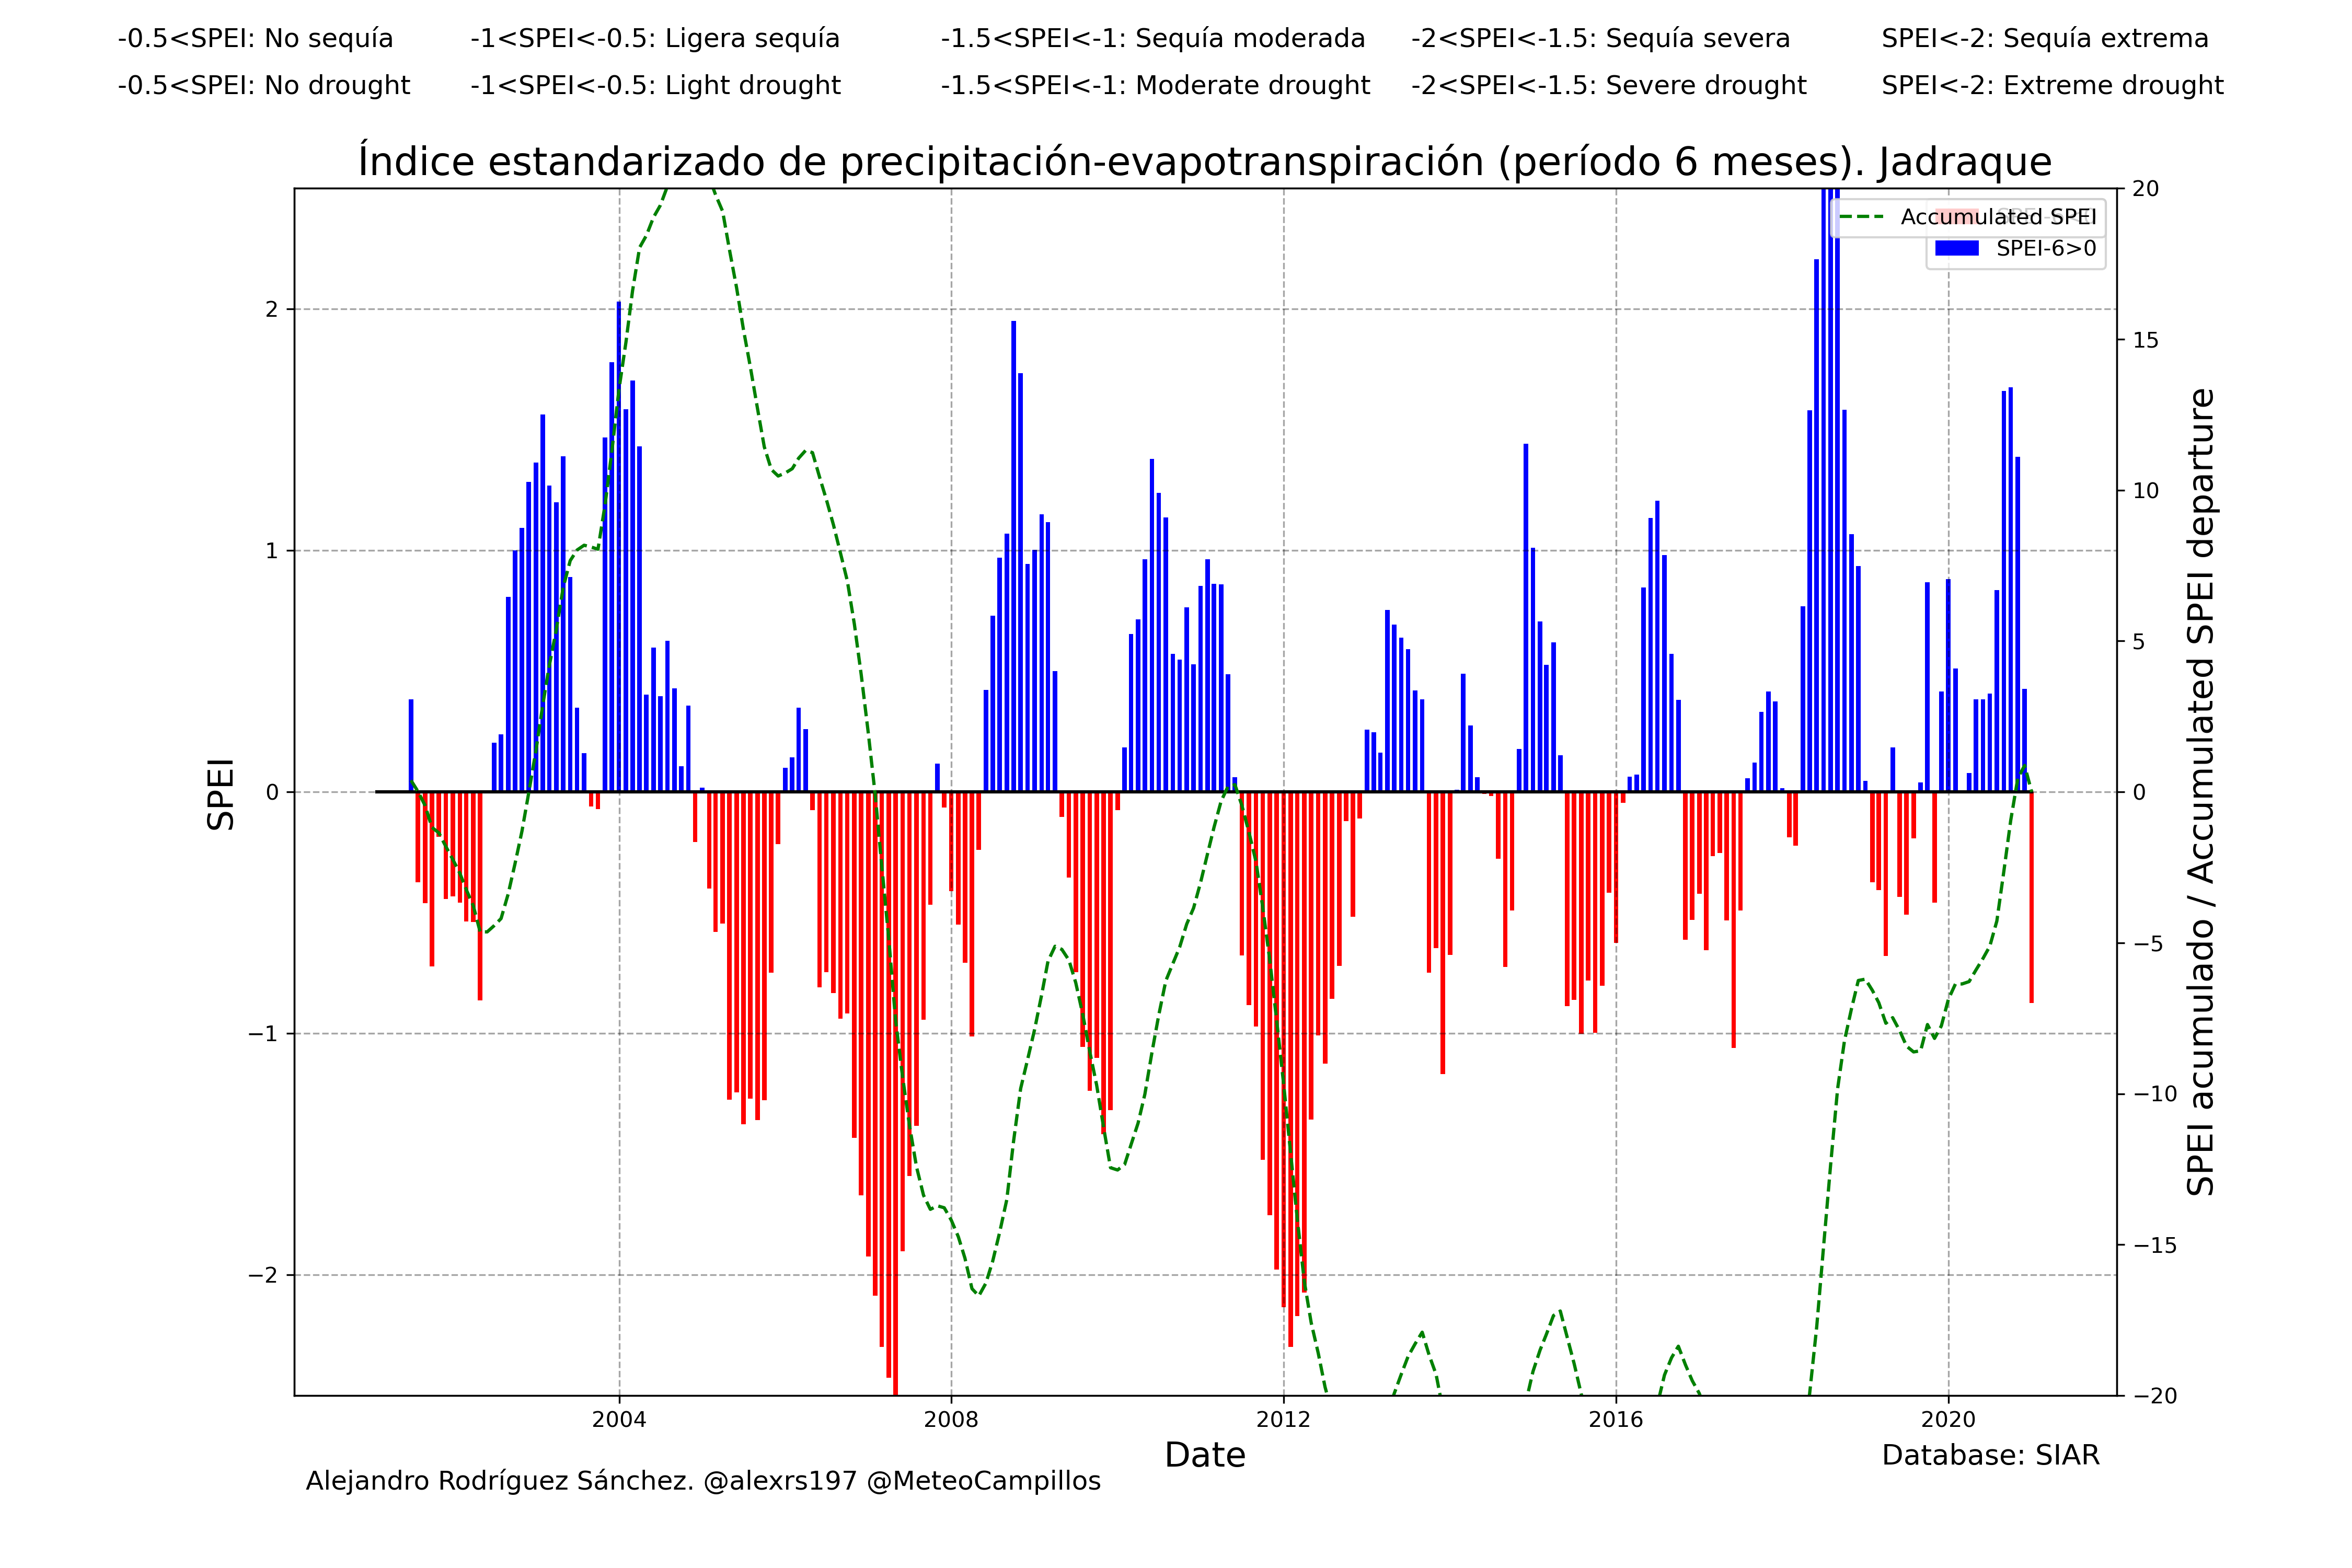 -0.5<SPEI: No sequía -1<SPEI<-0.5: Ligera sequía -1.5<SPEI<-1: Sequía moderada -2<SPEI<-1.5: Sequía severa SPEI<-2: Sequía extrema
-0.5<SPEI: No drought -1<SPEI<-0.5: Light drought -1.5<SPEI<-1: Moderate drought -2<SPEI<-1.5: Severe drought SPEI<-2: Extreme drought
Índice estandarizado de precipitación-evapotranspiración (período 6 meses). Jadraque
Accumulated SPEI
SPEI-6>0
2
1
0
−1
−2
SPEI
20
15
10
5
0
−5
−10
−15
−20
SPEI acumulado / Accumulated SPEI departure
2004 2008 2012 2016 2020
Date
Database: SIAR
Alejandro Rodríguez Sánchez. @alexrs197 @MeteoCampillos